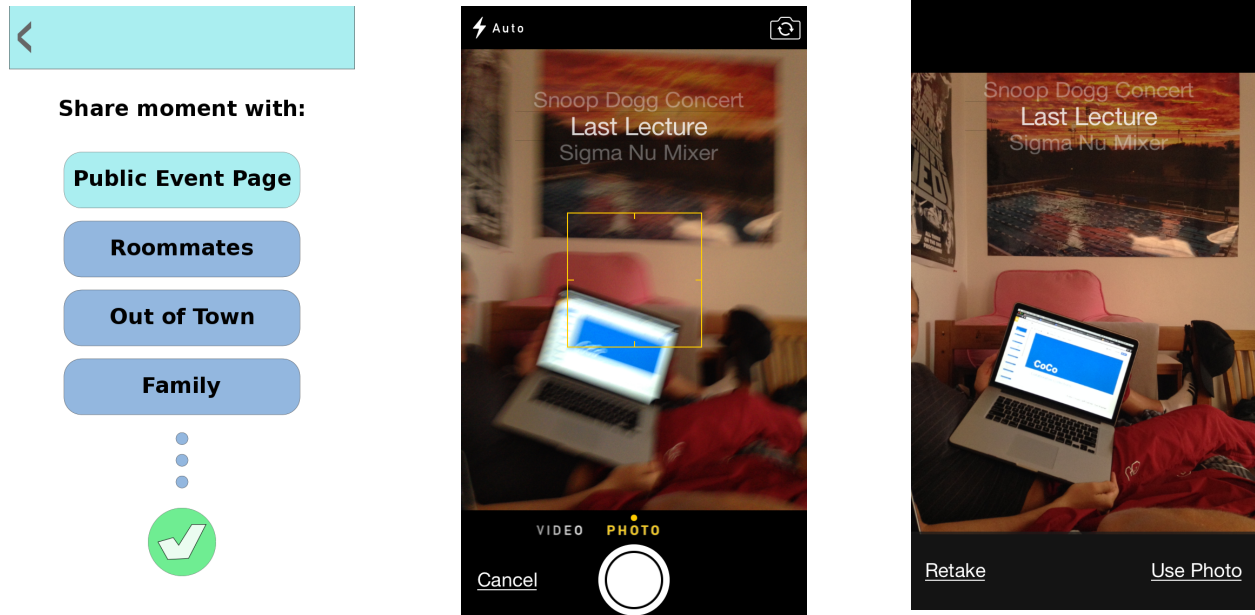 Share moment with:
Public Event Page
Roommates
Out of Town
Family
Auto
Snoop Dogg Concert
Last Lecture
Sigma Nu Mixer
VIDEO PHOTO
Cancel
Snoop Dogg Concert
Last Lecture
Sigma Nu Mixer
CoCo
Retake Use Photo